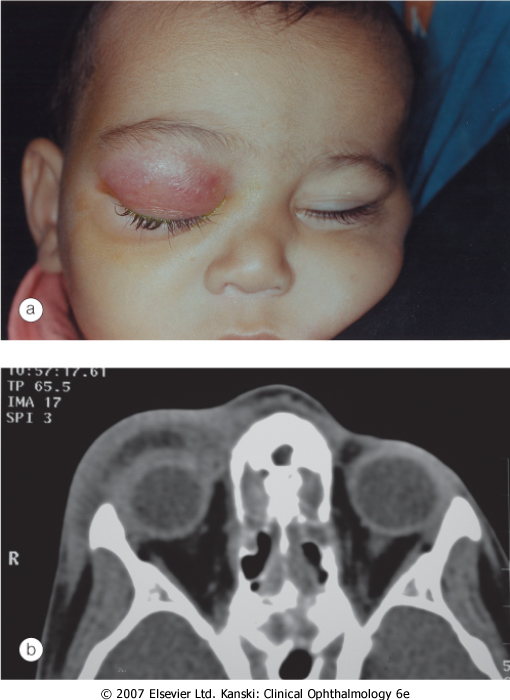 a
10:57:17.61
TP 65.5
IMA 17
SPI 3
R
b
5
© 2007 Elsevier Ltd. Kanski: Clinical Ophthalmology 6e